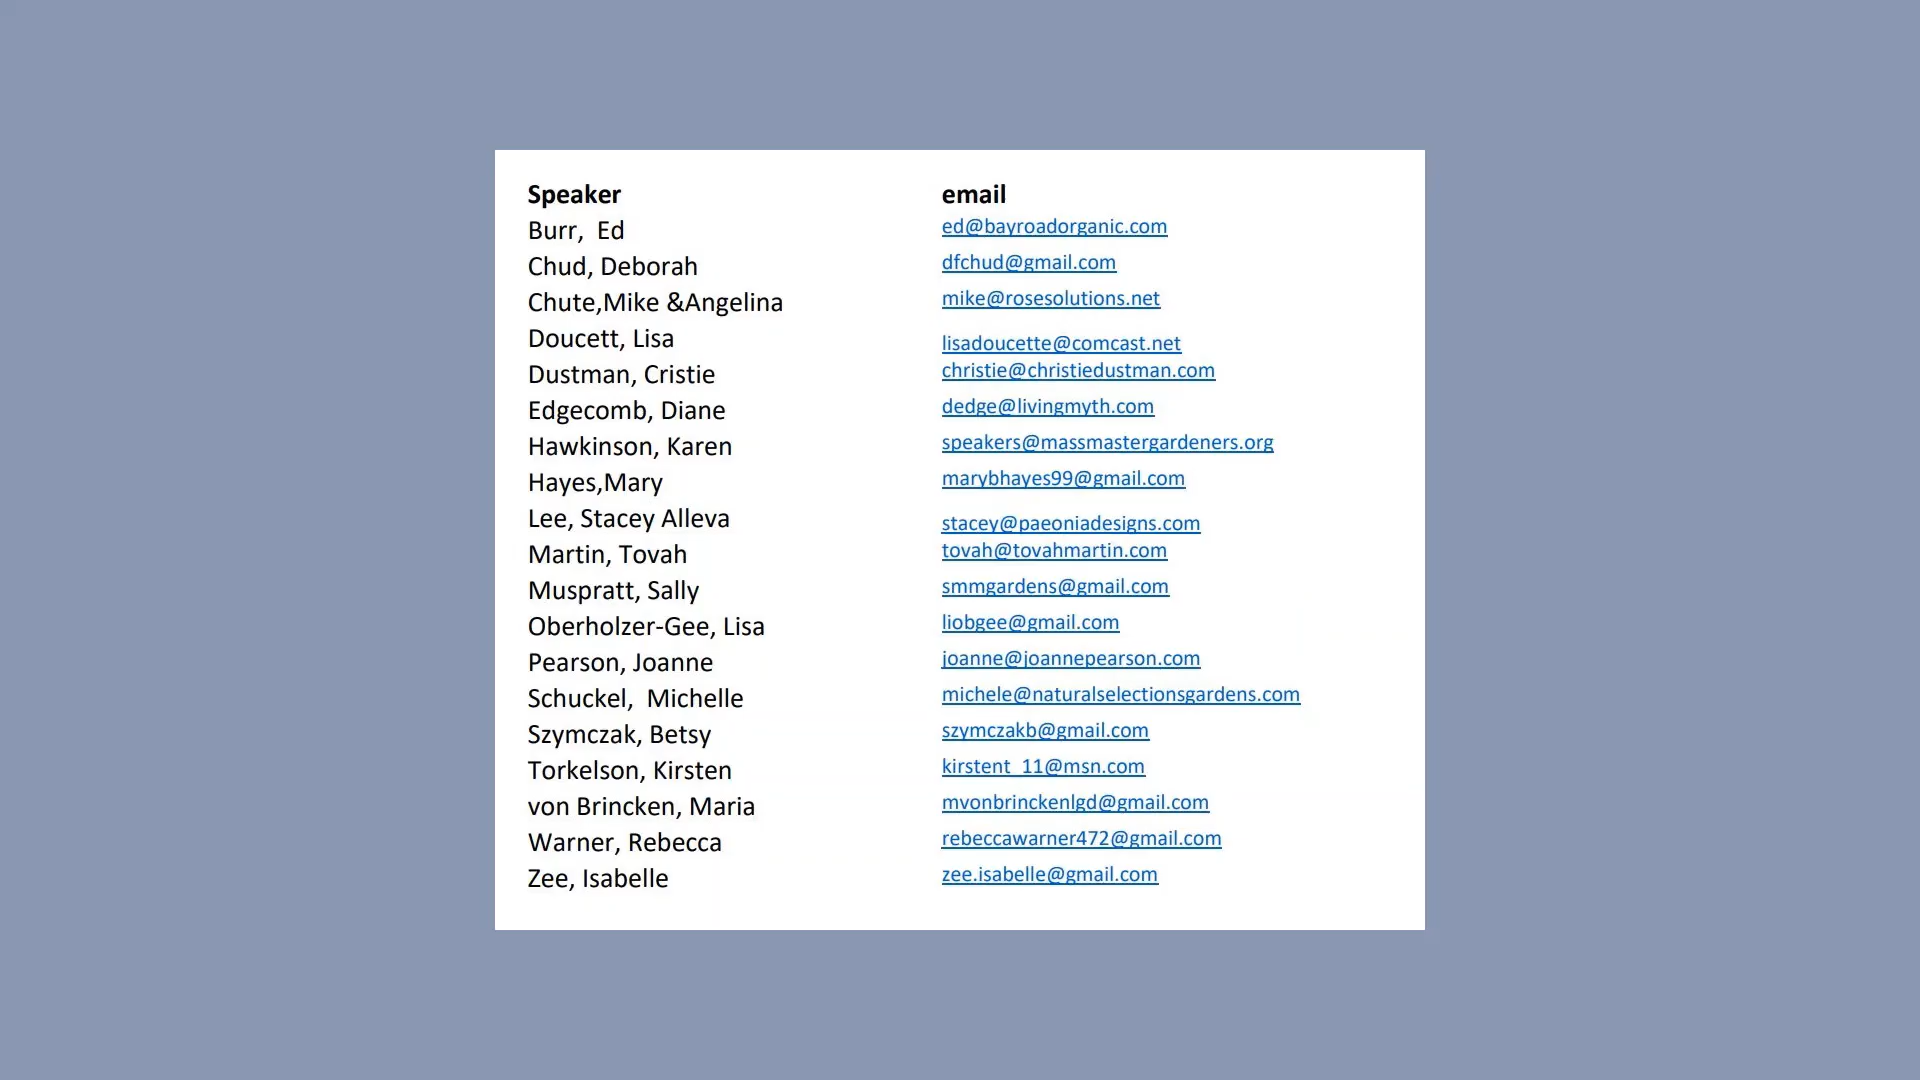 Speaker email
Burr,  Ed ed@bayroadorganic.com
Chud, Deborah dfchud@gmail.com
Chute,Mike &Angelina mike@rosesolutions.net
Doucett, Lisa lisadoucette@comcast.net
Dustman, Cristie christie@christiedustman.com
Edgecomb, Diane dedge@livingmyth.com
Hawkinson, Karen speakers@massmastergardeners.org
Hayes,Mary marybhayes99@gmail.com
Lee, Stacey Alleva stacey@paeoniadesigns.com
Martin, Tovah tovah@tovahmartin.com
Muspratt, Sally smmgardens@gmail.com
Oberholzer-Gee, Lisa liobgee@gmail.com
Pearson, Joanne joanne@joannepearson.com
Schuckel,  Michelle michele@naturalselectionsgardens.com
Szymczak, Betsy szymczakb@gmail.com
Torkelson, Kirsten kirstent_11@msn.com
von Brincken, Maria mvonbrinckenlgd@gmail.com
Warner, Rebecca rebeccawarner472@gmail.com
Zee, Isabelle zee.isabelle@gmail.com